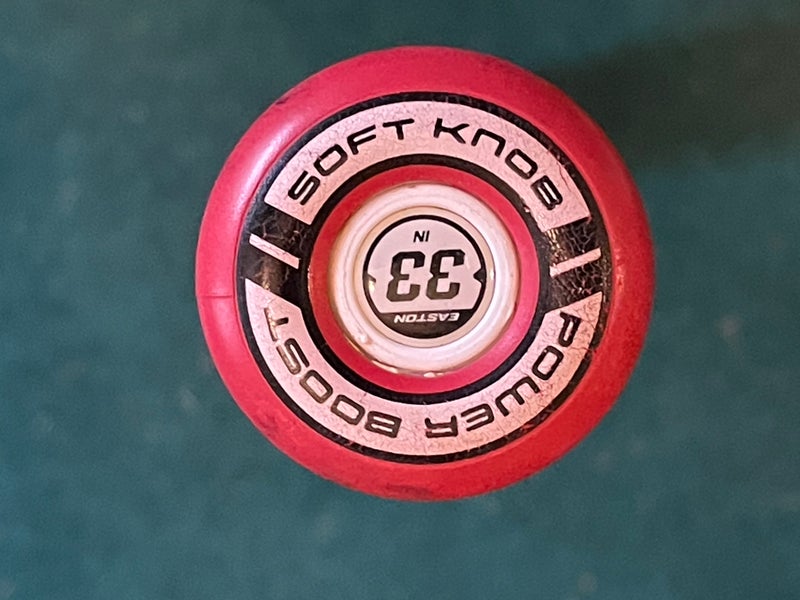 SOFT KNOB
POWER BOOST
EASTON
33
IN